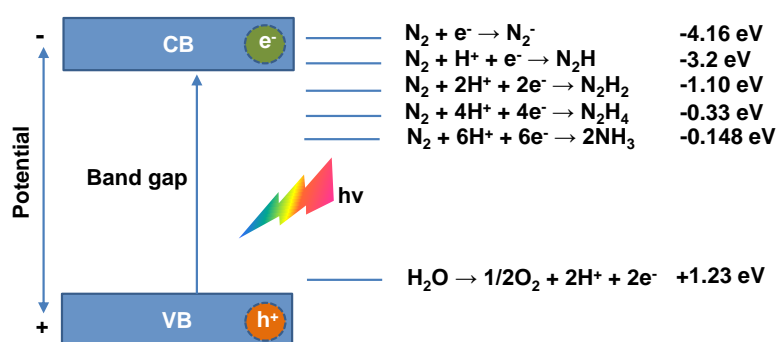 -
CB
e⁻
N₂ + e⁻ → N₂⁻ -4.16 eV
N₂ + H⁺ + e⁻ → N₂H -3.2 eV
N₂ + 2H⁺ + 2e⁻ → N₂H₂ -1.10 eV
N₂ + 4H⁺ + 4e⁻ → N₂H₄ -0.33 eV
N₂ + 6H⁺ + 6e⁻ → 2NH₃ -0.148 eV
Potential
Band gap
hv
H₂O → 1/2O₂ + 2H⁺ + 2e⁻ +1.23 eV
+
VB
h⁺